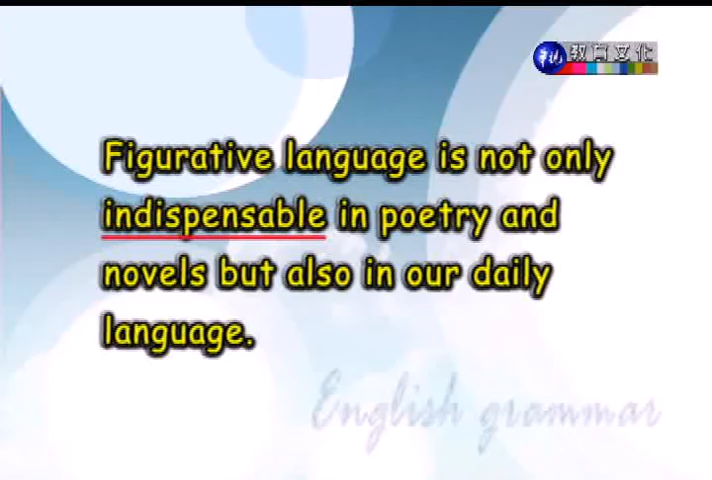 教育文化
Figurative language is not only
indispensable in poetry and
novels but also in our daily
language.
English grammar